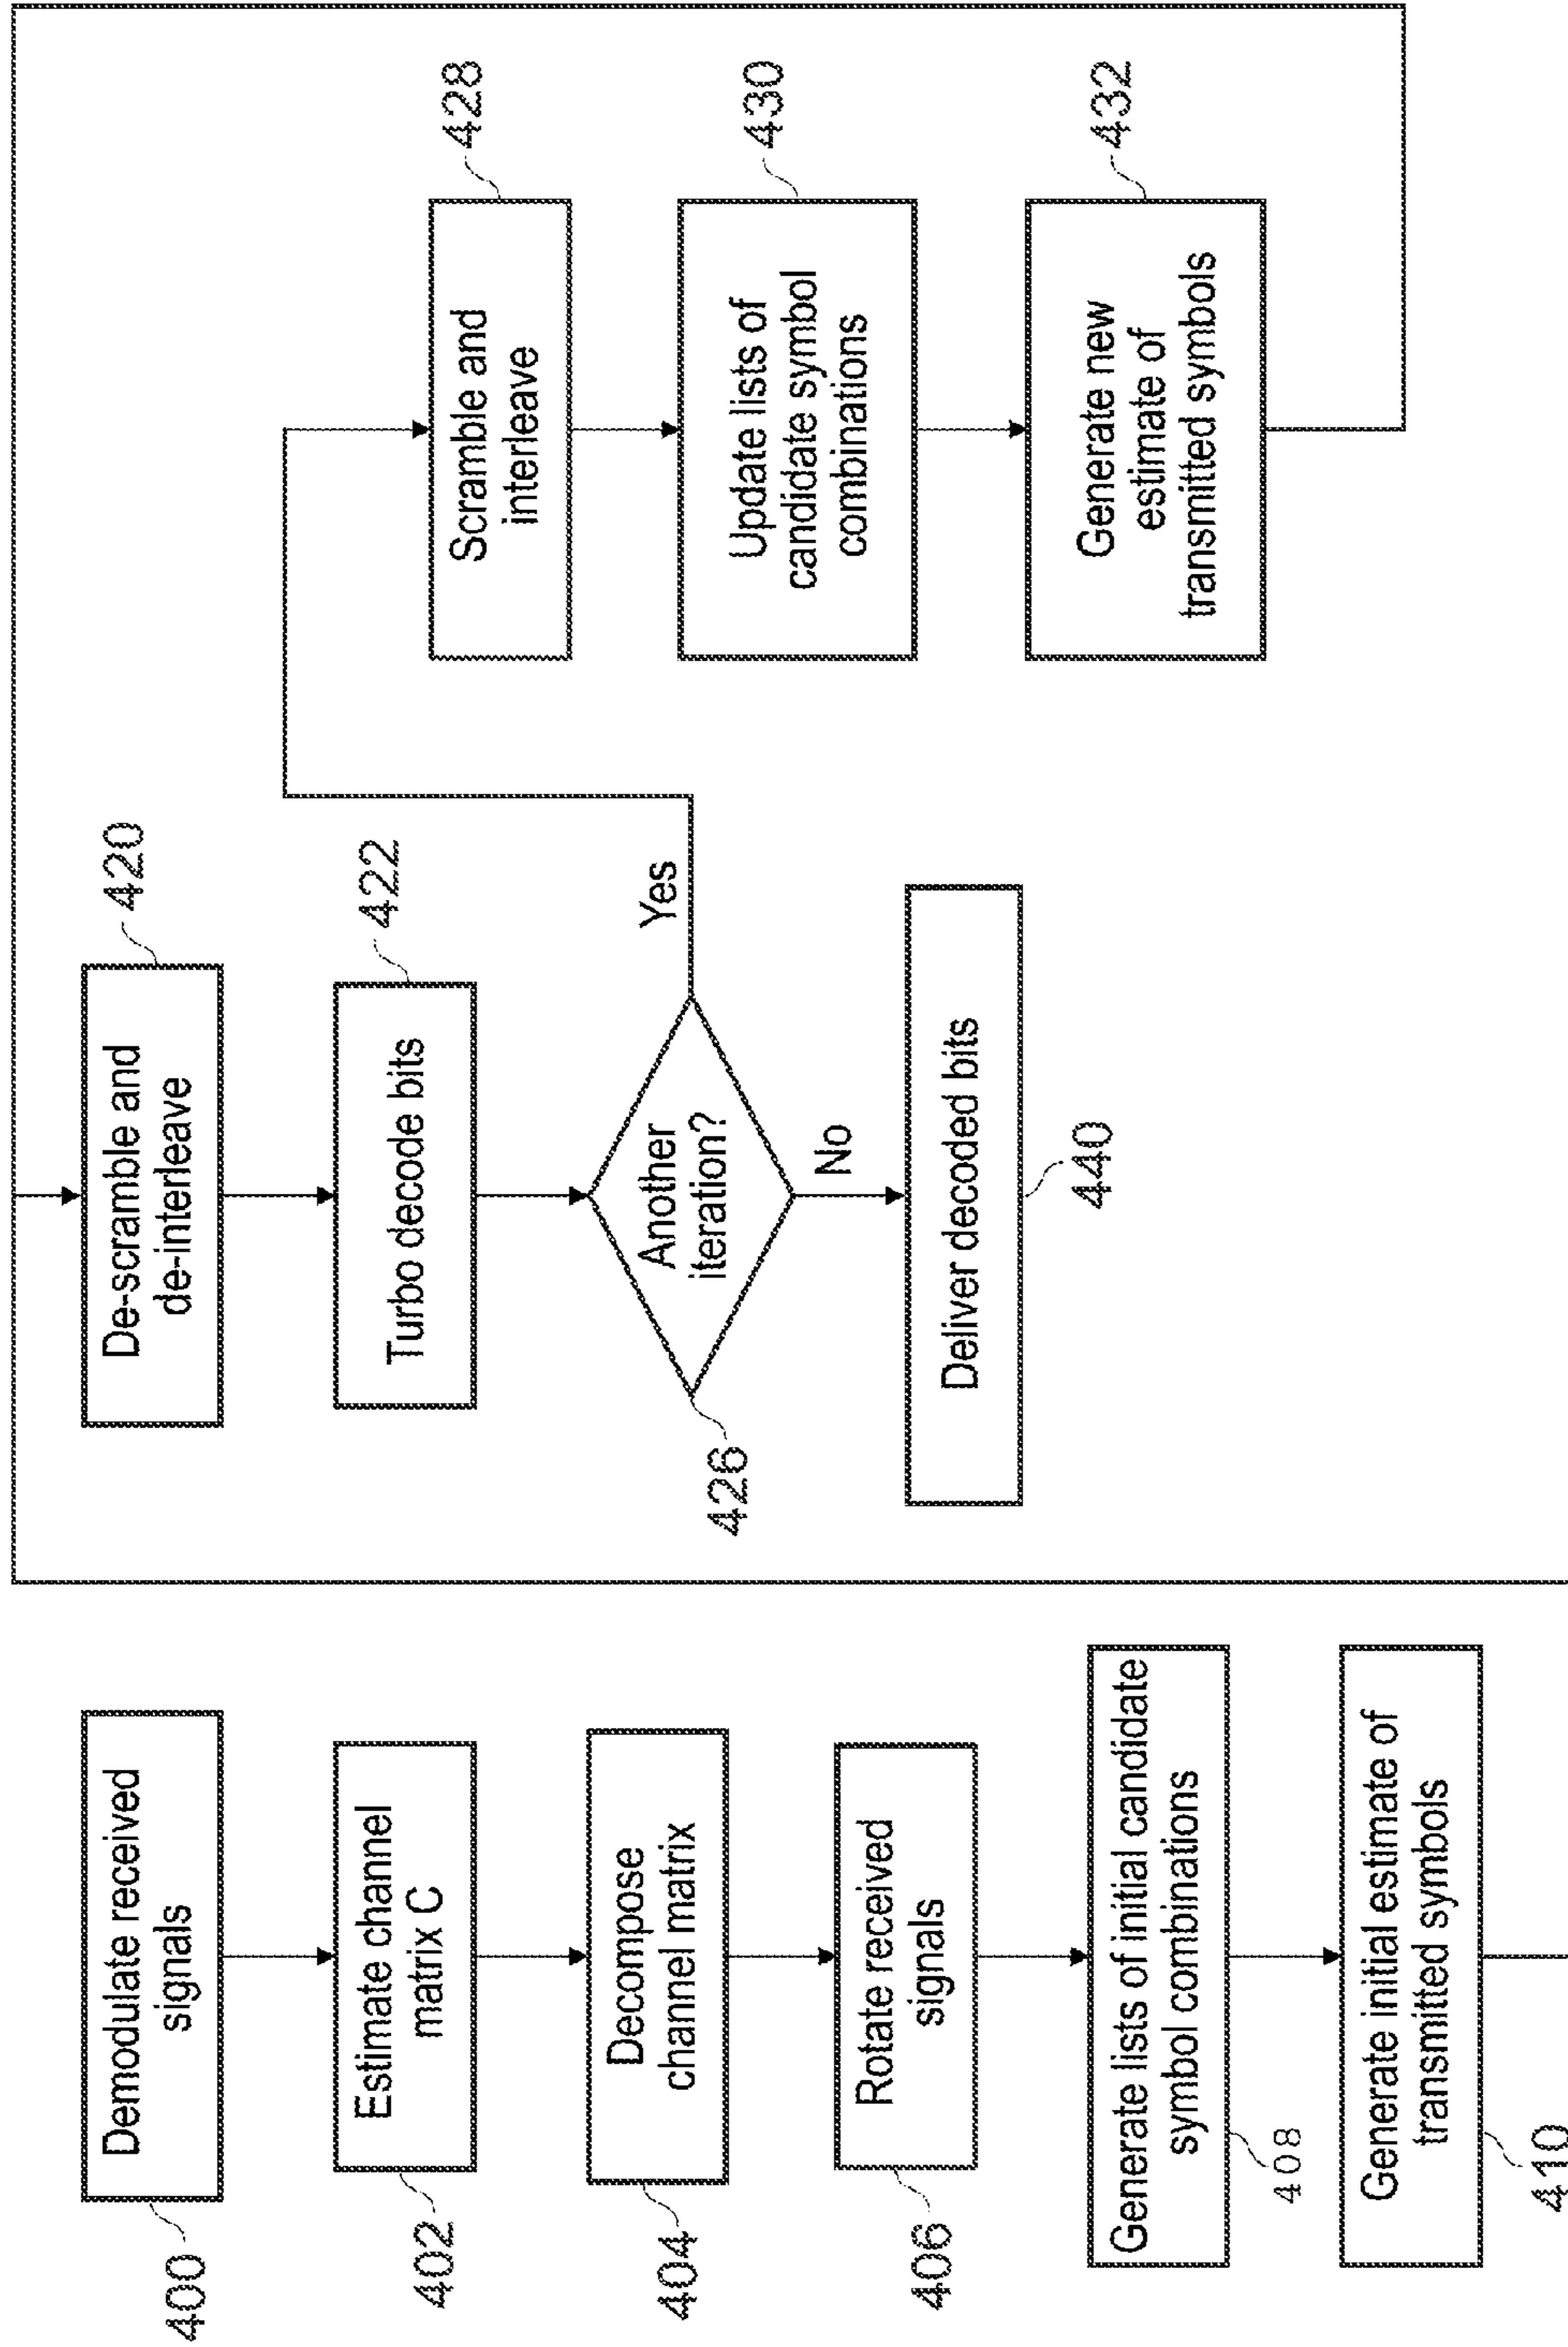 400
Demodulate received
signals
402
Estimate channel
matrix C
404
Decompose
channel matrix
406
Rotate received
signals
Generate lists of initial candidate
symbol combinations
408
Generate initial estimate of
transmitted symbols
410
De-scramble and
de-interleave
420
Turbo decode bits
422
426
Another
iteration?
Yes
No
Deliver decoded bits
440
Scramble and
interleave
428
Update lists of
candidate symbol
combinations
430
Generate new
estimate of
transmitted symbols
432